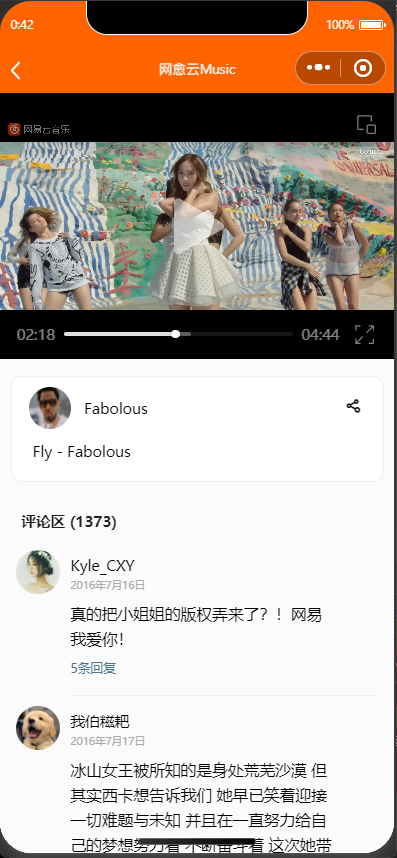 0:42
100%
网愈云Music
网易云音乐
UNIVERSAL
02:18
04:44
Fabolous
Fly - Fabolous
评论区 (1373)
Kyle_CXY
2016年7月16日
真的把小姐姐的版权弄来了?！网易
我爱你!
5条回复
我伯糍粑
2016年7月17日
冰山女王被所知的是身处荒芜沙漠 但
其实西卡想告诉我们 她早已笑着迎接
一切难题与未知 并且在一直努力给自
己的梦想努力着 不断奋斗着 这次她带